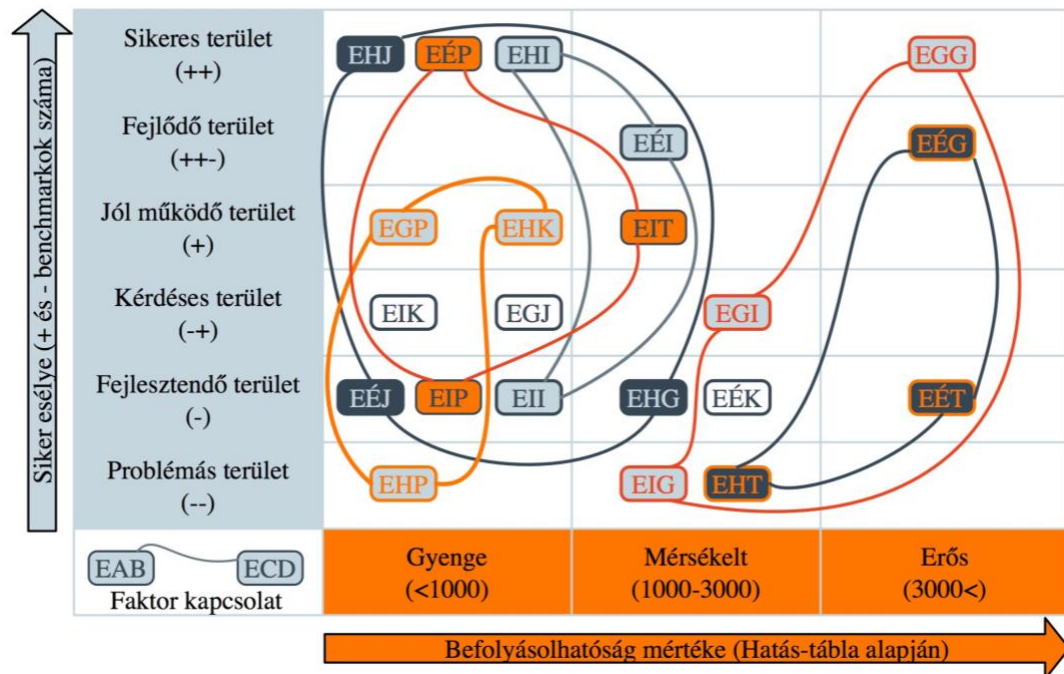 Siker esélye (+ és - benchmarkok száma)
Sikeres terület
(++)
EHJ EÉP EHI EGG
Fejlődő terület
(++-)
EÉI EÉG
Jól működő terület
(+)
EGP EHK EIT
Kérdéses terület
(-+)
EIK EGJ EGI
Fejlesztendő terület
(-)
EÉJ EIP EII EHG EÉK EÉT
Problémás terület
(--)
EHP EIG EHT
EAB ECD
Faktor kapcsolat
Gyenge
(<1000)
Mérsékelt
(1000-3000)
Erős
(3000<)
Befolyásolhatóság mértéke (Hatás-tábla alapján)